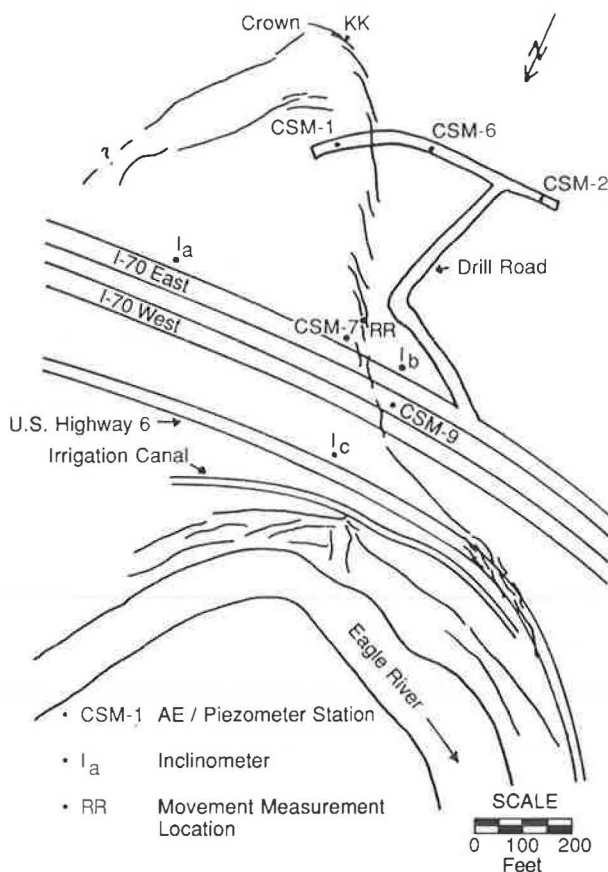 Crown
KK
N
CSM-1
CSM-6
CSM-2
?
Ia
I-70 East
Drill Road
I-70 West
CSM-7
RR
Ib
CSM-9
U.S. Highway 6
Ic
Irrigation Canal
Eagle River
• CSM-1 AE / Piezometer Station
• Ia Inclinometer
• RR Movement Measurement
Location
SCALE
0 100 200
Feet